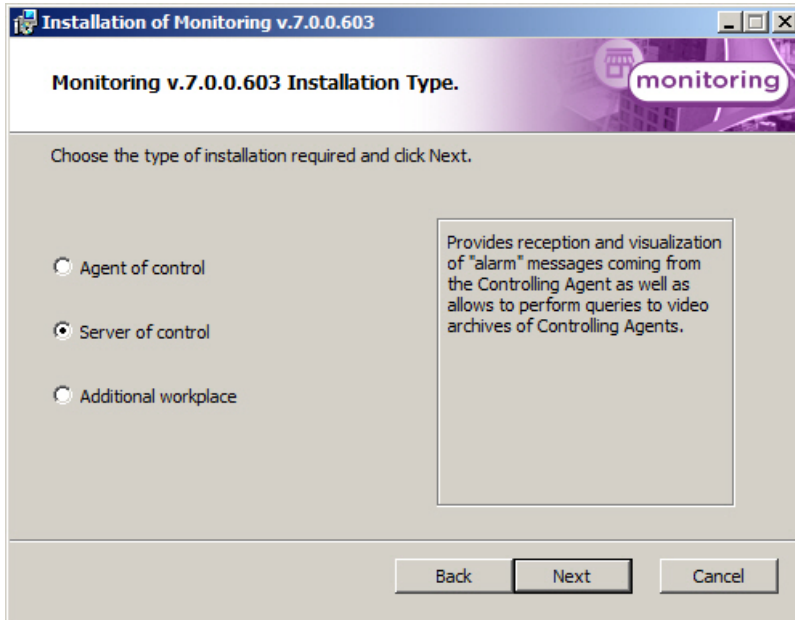 Installation of Monitoring v.7.0.0.603
Monitoring v.7.0.0.603 Installation Type.
monitoring
Choose the type of installation required and click Next.
Agent of control
Server of control
Additional workplace
Provides reception and visualization
of "alarm" messages coming from
the Controlling Agent as well as
allows to perform queries to video
archives of Controlling Agents.
Back
Next
Cancel